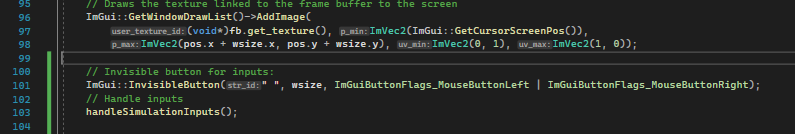 95 // Draws the texture linked to the frame buffer to the screen
96 ImGui::GetWindowDrawList()->AddImage(
97 user_texture_id:(void*)fb.get_texture(), p_min:ImVec2(ImGui::GetCursorScreenPos()),
98 p_max:ImVec2(pos.x + wsize.x, pos.y + wsize.y), uv_min:ImVec2(0, 1), uv_max:ImVec2(1, 0));
99
100 // Invisible button for inputs:
101 ImGui::InvisibleButton(str_id:" ", wsize, ImGuiButtonFlags_MouseButtonLeft | ImGuiButtonFlags_MouseButtonRight);
102 // Handle inputs
103 handleSimulationInputs();
104